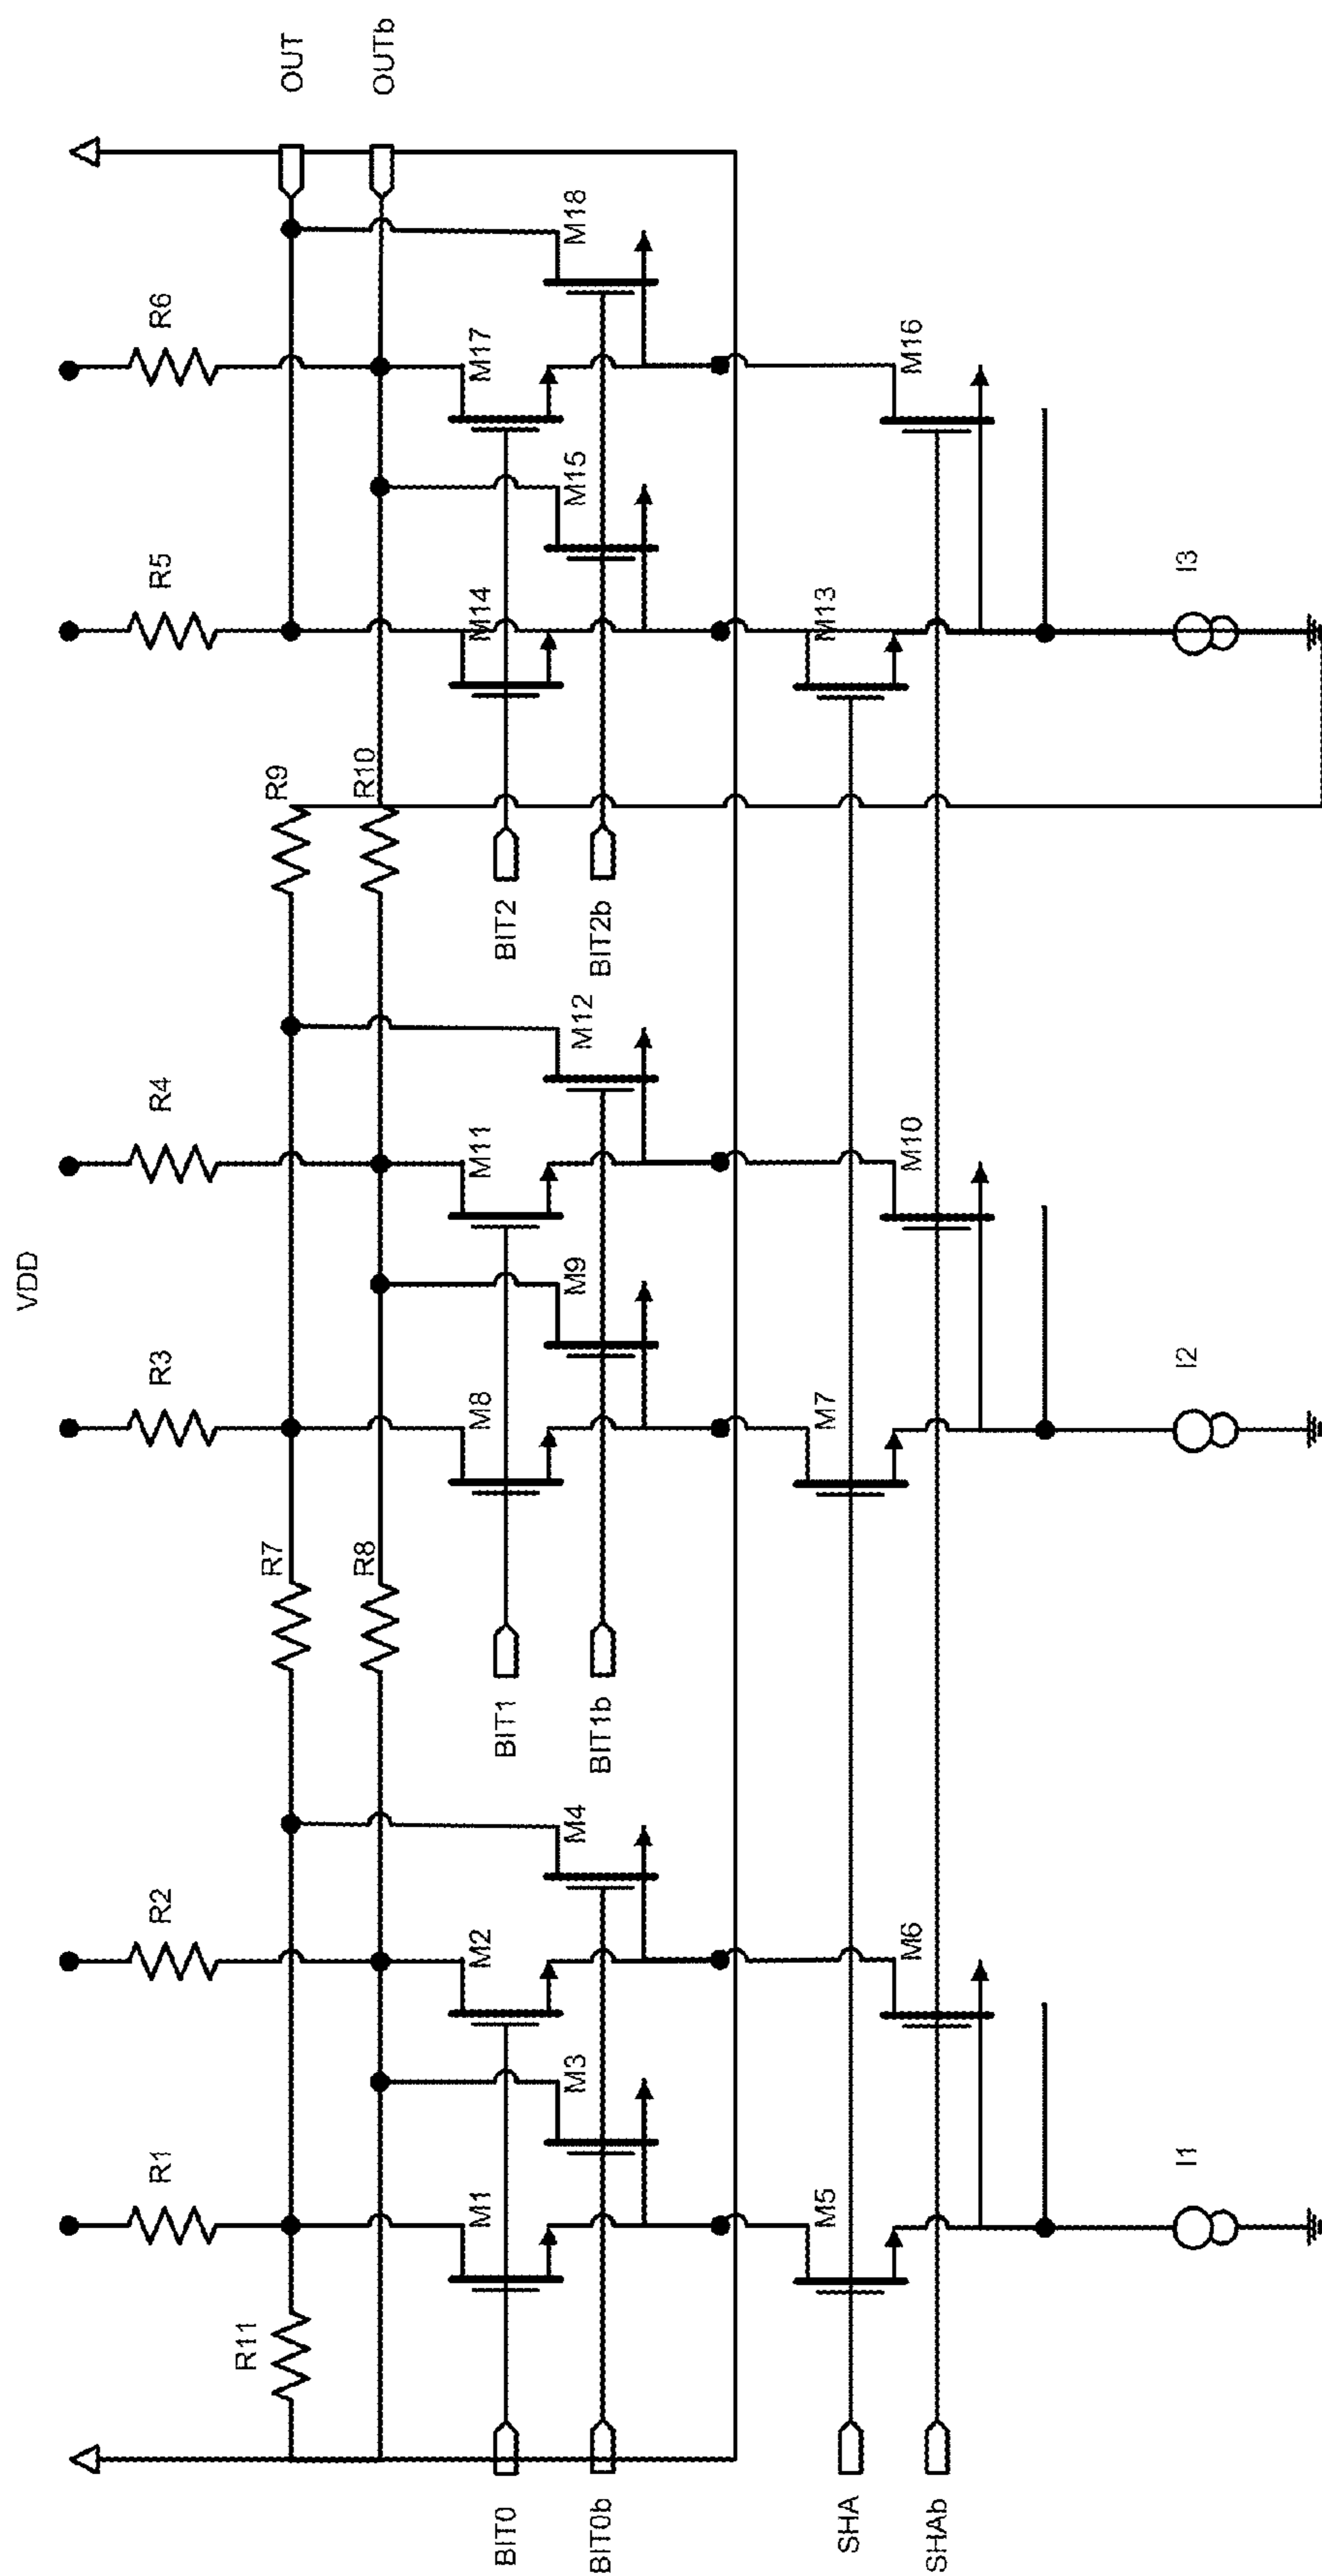 VDD
R1
R2
R3
R4
R5
R6
OUT
R11
R7
R9
OUTb
R8
R10
BIT0
M1
M2
BIT1
M8
M11
BIT2
M14
M17
BIT0b
M3
M4
BIT1b
M9
M12
BIT2b
M15
M18
SHA
M5
M7
M13
SHAb
M6
M10
M16
I1
I2
I3